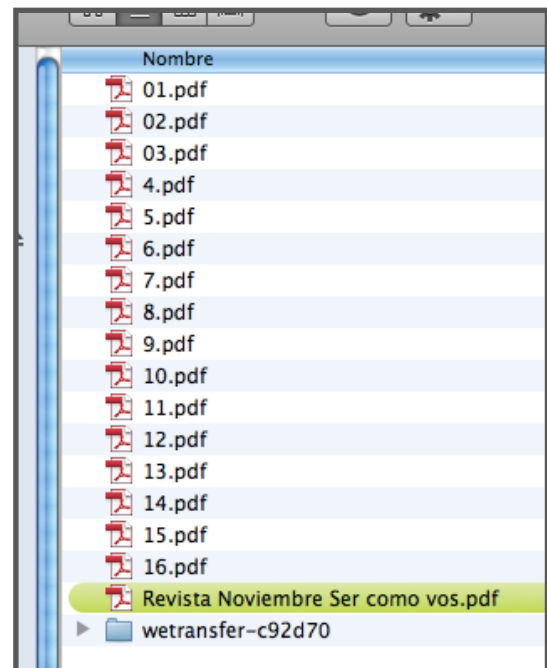 Nombre
01.pdf
02.pdf
03.pdf
4.pdf
5.pdf
6.pdf
7.pdf
8.pdf
9.pdf
10.pdf
11.pdf
12.pdf
13.pdf
14.pdf
15.pdf
16.pdf
Revista Noviembre Ser como vos.pdf
wetransfer-c92d70